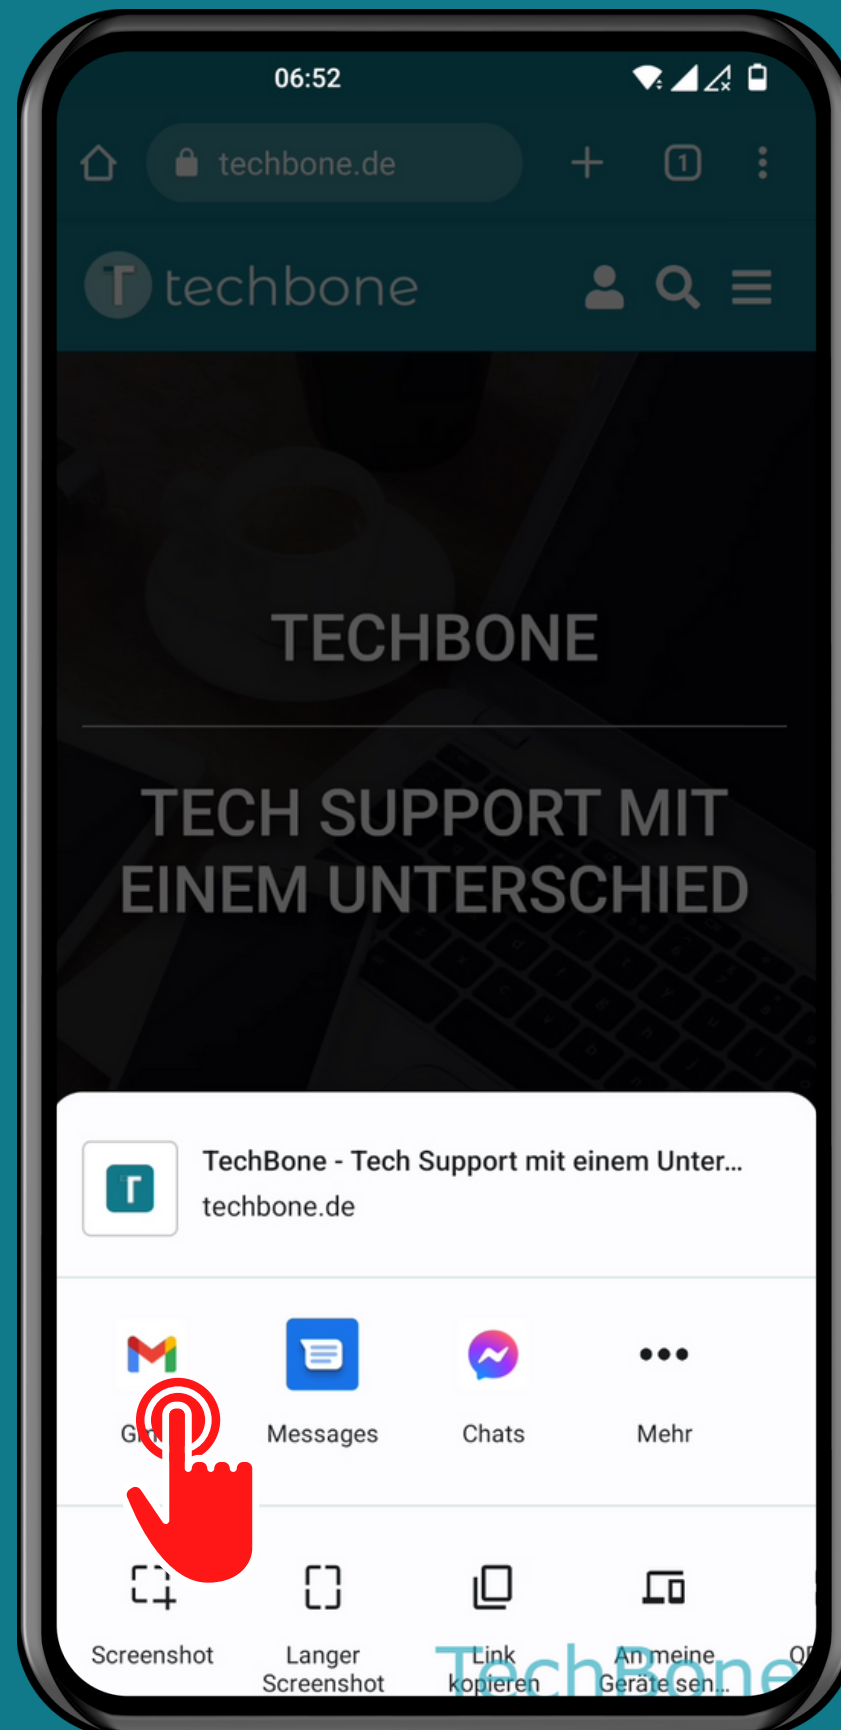 06:52
techbone.de
1
T techbone
TECHBONE
TECH SUPPORT MIT
EINEM UNTERSCHIED
T
TechBone - Tech Support mit einem Unter...
techbone.de
Messages
Chats
Mehr
Screenshot
Langer
Screenshot
Link
kopieren
An meine
Geräte sen...
TechBone